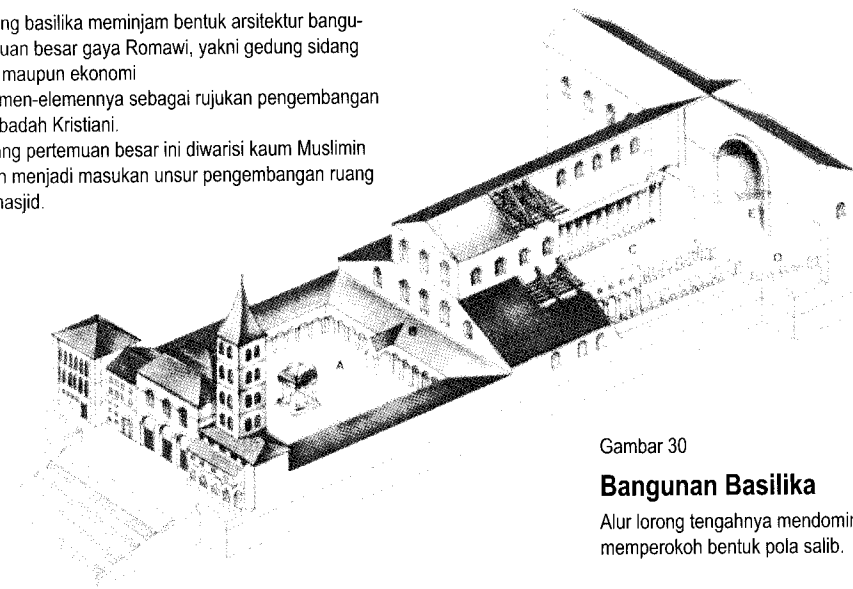 ng basilika meminjam bentuk arsitektur bangu-
uan besar gaya Romawi, yakni gedung sidang
maupun ekonomi
men-elemennya sebagai rujukan pengembangan
badah Kristiani.
ng pertemuan besar ini diwarisi kaum Muslimin
n menjadi masukan unsur pengembangan ruang
nasjid.
A
C
D
E
Gambar 30
Bangunan Basilika
Alur lorong tengahnya mendomin
memperokoh bentuk pola salib.